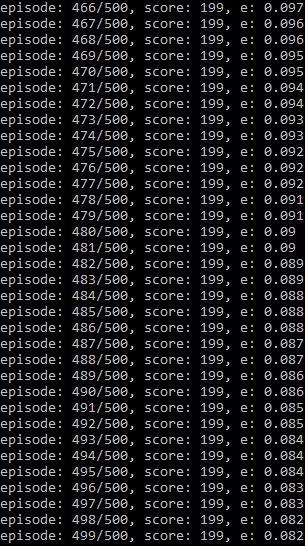 episode: 466/500, score: 199, e: 0.097
episode: 467/500, score: 199, e: 0.096
episode: 468/500, score: 199, e: 0.096
episode: 469/500, score: 199, e: 0.095
episode: 470/500, score: 199, e: 0.095
episode: 471/500, score: 199, e: 0.094
episode: 472/500, score: 199, e: 0.094
episode: 473/500, score: 199, e: 0.093
episode: 474/500, score: 199, e: 0.093
episode: 475/500, score: 199, e: 0.092
episode: 476/500, score: 199, e: 0.092
episode: 477/500, score: 199, e: 0.092
episode: 478/500, score: 199, e: 0.091
episode: 479/500, score: 199, e: 0.091
episode: 480/500, score: 199, e: 0.09
episode: 481/500, score: 199, e: 0.09
episode: 482/500, score: 199, e: 0.089
episode: 483/500, score: 199, e: 0.089
episode: 484/500, score: 199, e: 0.088
episode: 485/500, score: 199, e: 0.088
episode: 486/500, score: 199, e: 0.088
episode: 487/500, score: 199, e: 0.087
episode: 488/500, score: 199, e: 0.087
episode: 489/500, score: 199, e: 0.086
episode: 490/500, score: 199, e: 0.086
episode: 491/500, score: 199, e: 0.085
episode: 492/500, score: 199, e: 0.085
episode: 493/500, score: 199, e: 0.084
episode: 494/500, score: 199, e: 0.084
episode: 495/500, score: 199, e: 0.084
episode: 496/500, score: 199, e: 0.083
episode: 497/500, score: 199, e: 0.083
episode: 498/500, score: 199, e: 0.082
episode: 499/500, score: 199, e: 0.082